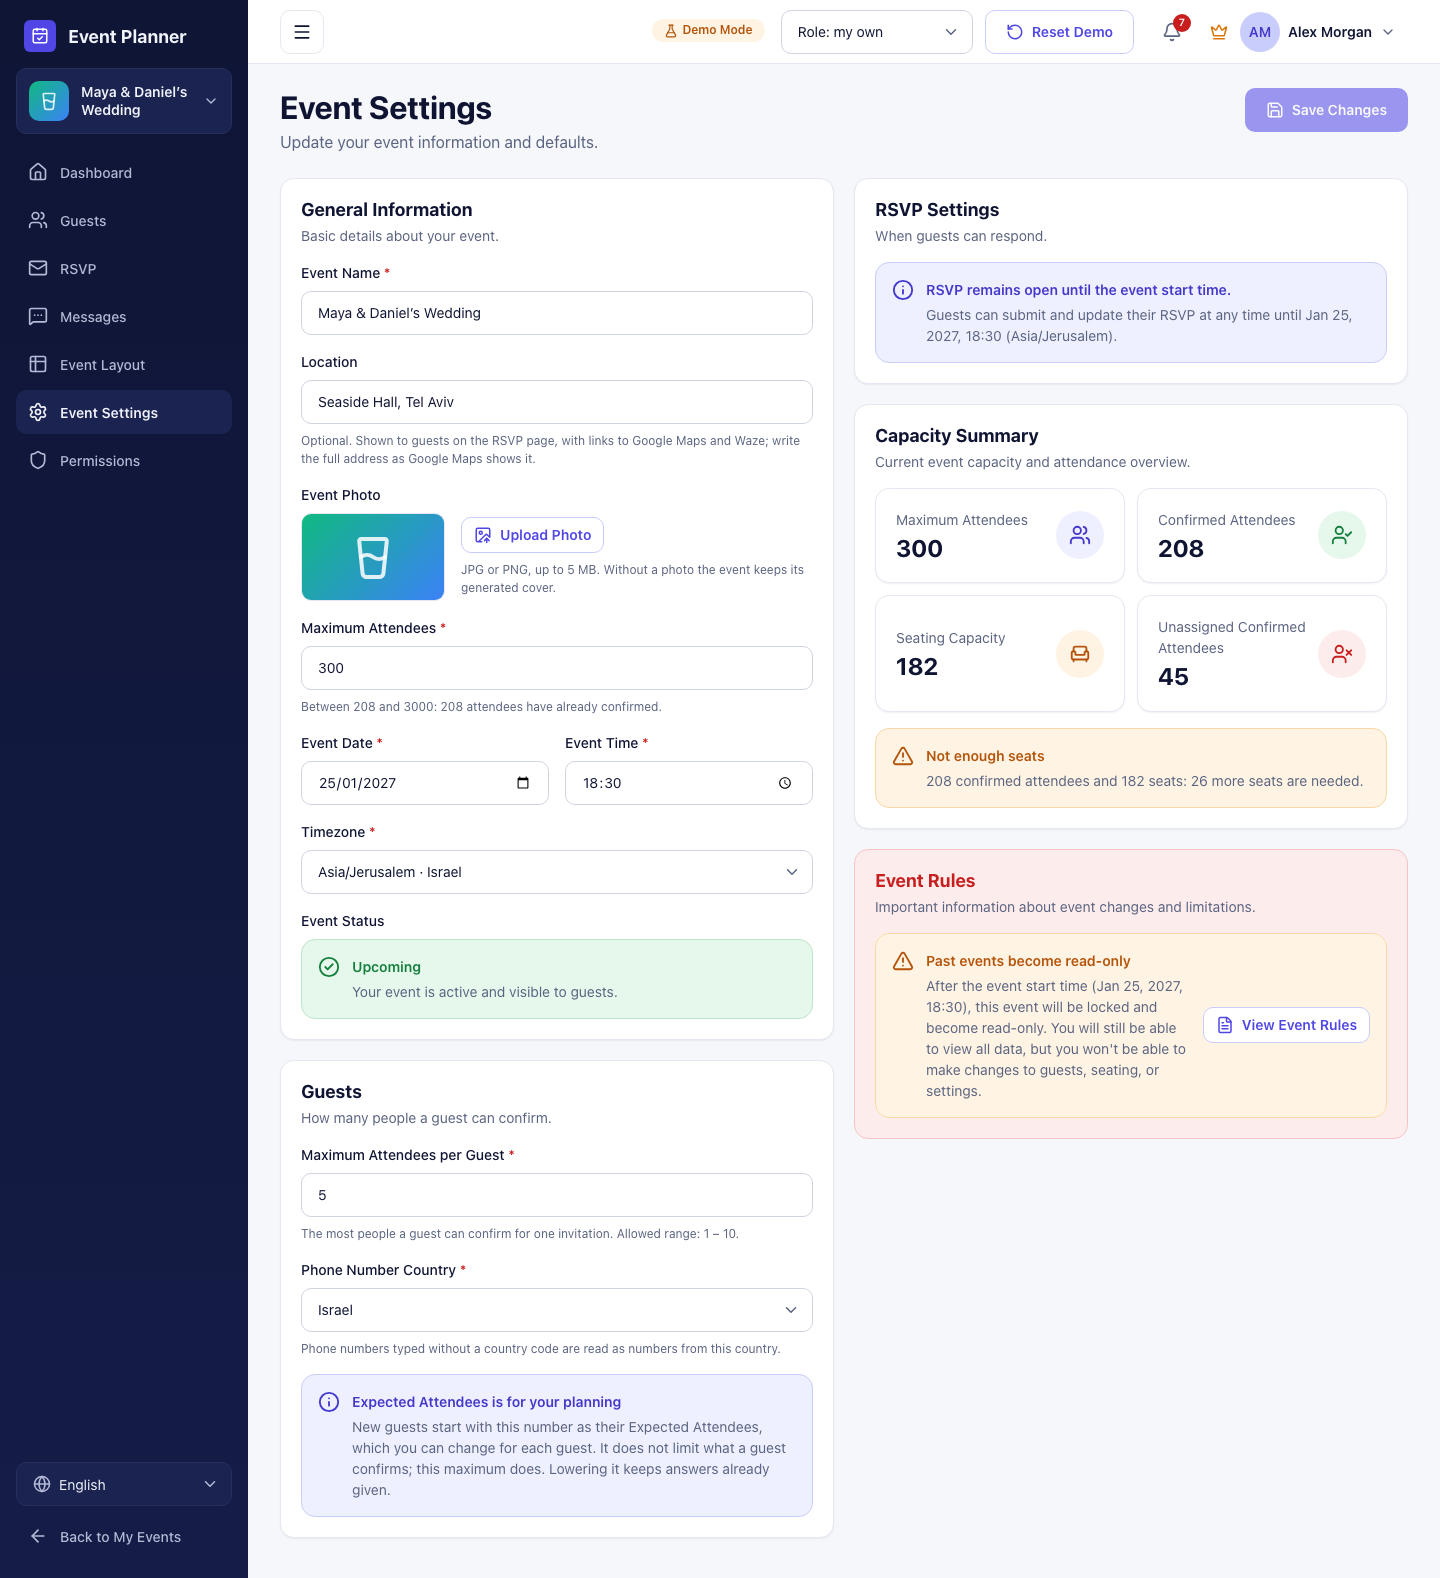 Event Planner
Maya & Daniel's
Wedding
Dashboard
Guests
RSVP
Messages
Event Layout
Event Settings
Permissions
English
Back to My Events
Demo Mode
Role: my own
Reset Demo
7
AM
Alex Morgan
Event Settings
Update your event information and defaults.
Save Changes
General Information
Basic details about your event.
Event Name *
Maya & Daniel's Wedding
Location
Seaside Hall, Tel Aviv
Optional. Shown to guests on the RSVP page, with links to Google Maps and Waze; write
the full address as Google Maps shows it.
Event Photo
Upload Photo
JPG or PNG, up to 5 MB. Without a photo the event keeps its
generated cover.
Maximum Attendees *
300
Between 208 and 3000: 208 attendees have already confirmed.
Event Date *
Event Time *
25/01/2027
18:30
Timezone *
Asia/Jerusalem · Israel
Event Status
Upcoming
Your event is active and visible to guests.
Guests
How many people a guest can confirm.
Maximum Attendees per Guest *
5
The most people a guest can confirm for one invitation. Allowed range: 1 – 10.
Phone Number Country *
Israel
Phone numbers typed without a country code are read as numbers from this country.
Expected Attendees is for your planning
New guests start with this number as their Expected Attendees,
which you can change for each guest. It does not limit what a guest
confirms; this maximum does. Lowering it keeps answers already
given.
RSVP Settings
When guests can respond.
RSVP remains open until the event start time.
Guests can submit and update their RSVP at any time until Jan 25,
2027, 18:30 (Asia/Jerusalem).
Capacity Summary
Current event capacity and attendance overview.
Maximum Attendees
300
Confirmed Attendees
208
Seating Capacity
182
Unassigned Confirmed
Attendees
45
Not enough seats
208 confirmed attendees and 182 seats: 26 more seats are needed.
Event Rules
Important information about event changes and limitations.
Past events become read-only
After the event start time (Jan 25, 2027,
18:30), this event will be locked and
become read-only. You will still be able
to view all data, but you won't be able to
make changes to guests, seating, or
settings.
View Event Rules